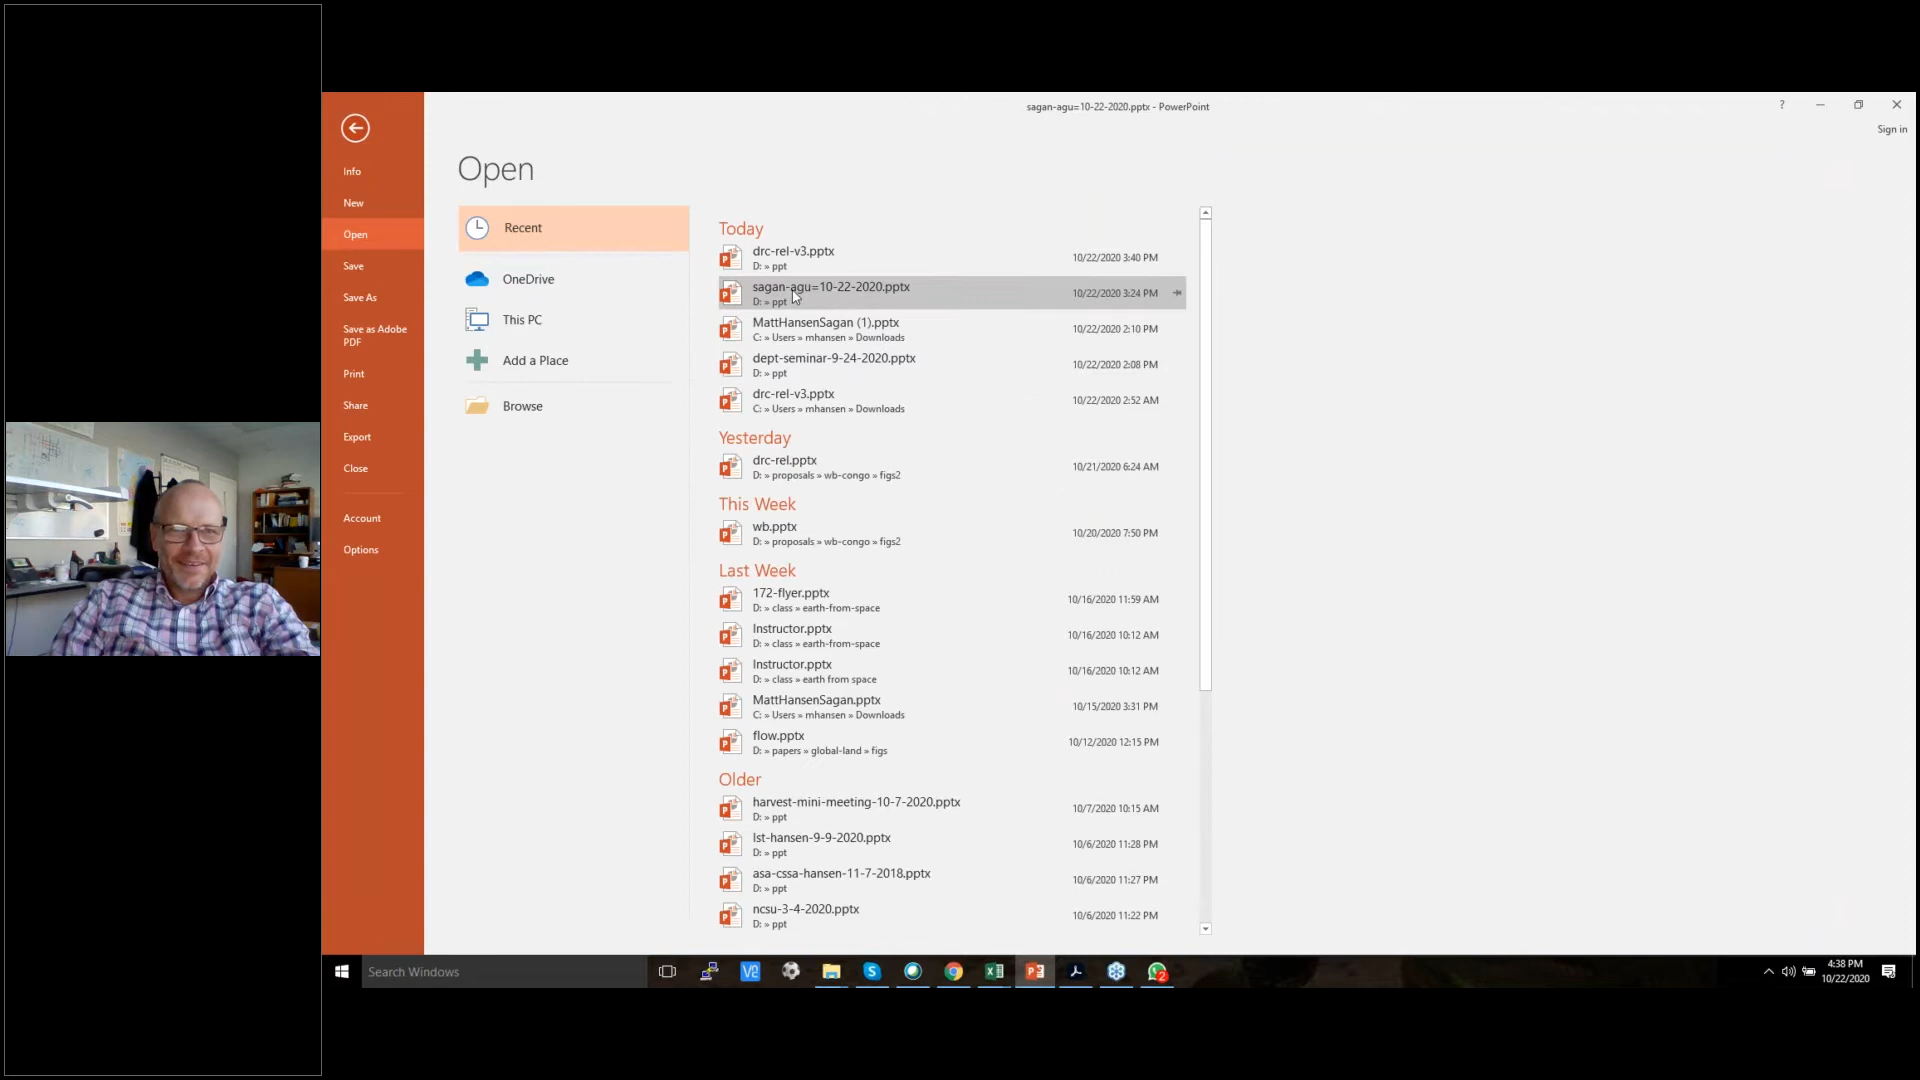 sagan-agu=10-22-2020.pptx - PowerPoint
?
Sign in
Info
New
Open
Save
Save As
Save as Adobe
PDF
Print
Share
Export
Close
Account
Options
Open
Recent
OneDrive
This PC
Add a Place
Browse
Today
drc-rel-v3.pptx
D: » ppt
10/22/2020 3:40 PM
sagan-agu=10-22-2020.pptx
D: » ppt
10/22/2020 3:24 PM
MattHansenSagan (1).pptx
C: » Users » mhansen » Downloads
10/22/2020 2:10 PM
dept-seminar-9-24-2020.pptx
D: » ppt
10/22/2020 2:08 PM
drc-rel-v3.pptx
C: » Users » mhansen » Downloads
10/22/2020 2:52 AM
Yesterday
drc-rel.pptx
D: » proposals » wb-congo » figs2
10/21/2020 6:24 AM
This Week
wb.pptx
D: » proposals » wb-congo » figs2
10/20/2020 7:50 PM
Last Week
172-flyer.pptx
D: » class » earth-from-space
10/16/2020 11:59 AM
Instructor.pptx
D: » class » earth-from-space
10/16/2020 10:12 AM
Instructor.pptx
D: » class » earth from space
10/16/2020 10:12 AM
MattHansenSagan.pptx
C: » Users » mhansen » Downloads
10/15/2020 3:31 PM
flow.pptx
D: » papers » global-land » figs
10/12/2020 12:15 PM
Older
harvest-mini-meeting-10-7-2020.pptx
D: » ppt
10/7/2020 10:15 AM
lst-hansen-9-9-2020.pptx
D: » ppt
10/6/2020 11:28 PM
asa-cssa-hansen-11-7-2018.pptx
D: » ppt
10/6/2020 11:27 PM
ncsu-3-4-2020.pptx
D: » ppt
10/6/2020 11:22 PM
Search Windows
2
4:38 PM
10/22/2020